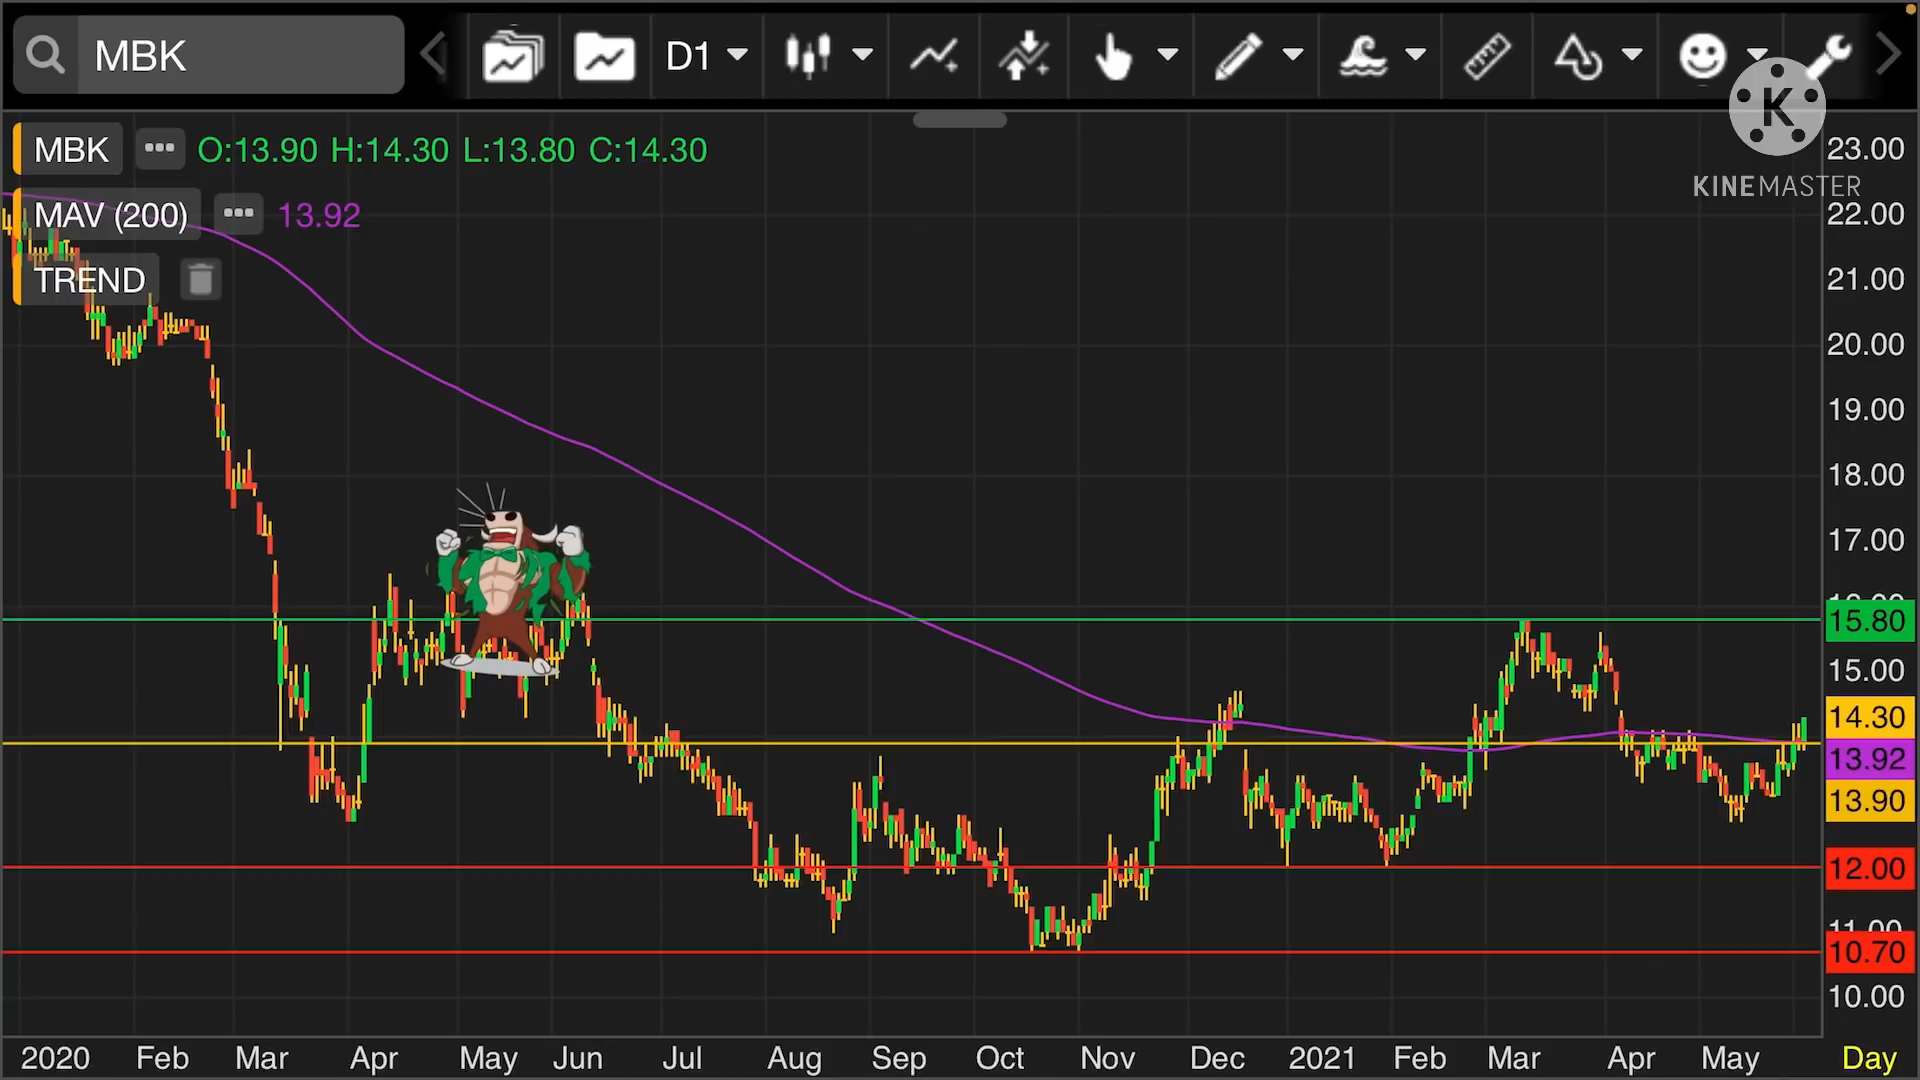 MBK D1
K
KINEMASTER
MBK O:13.90 H:14.30 L:13.80 C:14.30
MAV (200) 13.92
TREND
23.00
22.00
21.00
20.00
19.00
18.00
17.00
16.00
15.80
15.00
14.30
13.92
13.90
12.00
11.00
10.70
10.00
2020 Feb Mar Apr May Jun Jul Aug Sep Oct Nov Dec 2021 Feb Mar Apr May Day